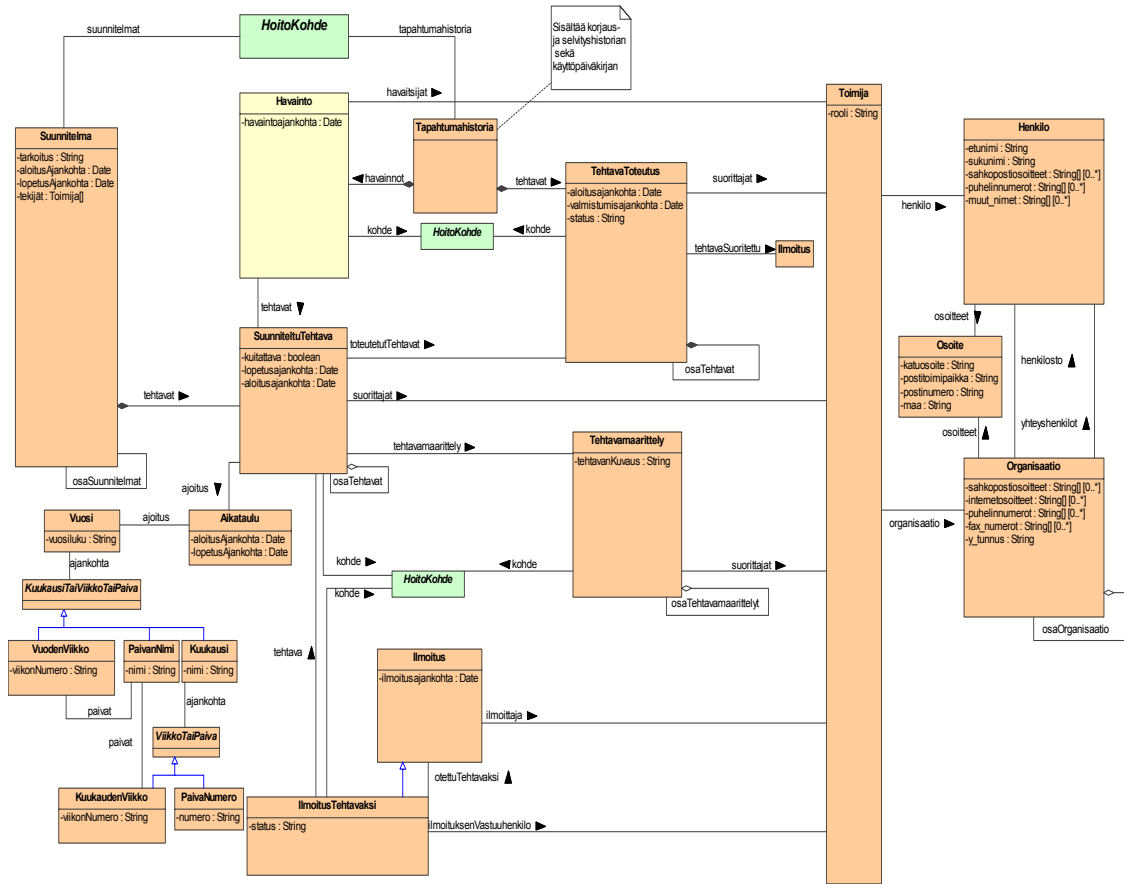 suunnitelmat
HoitoKohde
tapahtumahistoria
Sisältää korjaus-
ja selvityshistorian
sekä
käyttöpäiväkirjan
Havainto
-havaintoajankohta : Date
havaitsijat
Toimija
-rooli : String
Tapahtumahistoria
Suunnitelma
-tarkoitus : String
-aloitusAjankohta : Date
-lopetusAjankohta : Date
-tekijät : Toimija[]
Henkilo
-etunimi : String
-sukunimi : String
-sahkopostiosoitteet : String[] [0..*]
-puhelinnumerot : String[] [0..*]
-muut_nimet : String[] [0..*]
havainnot
tehtavat
TehtavaToteutus
-aloitusajankohta : Date
-valmistumisajankohta : Date
-status : String
suorittajat
henkilo
kohde
HoitoKohde
kohde
tehtavaSuoritettu
Ilmoitus
tehtavat
osoitteet
SuunniteltuTehtava
-kuitattava : boolean
-lopetusajankohta : Date
-aloitusajankohta : Date
toteutetutTehtavat
osaTehtavat
Osoite
-katuosoite : String
-postitoimipaikka : String
-postinumero : String
-maa : String
henkilosto
tehtavat
suorittajat
osoitteet
yhteyshenkilot
tehtavamaarittely
Tehtavamaarittely
-tehtavanKuvaus : String
osaSuunnitelmat
osaTehtavat
Organisaatio
-sahkopostiosoitteet : String[] [0..*]
-internetosoitteet : String[] [0..*]
-puhelinnumerot : String[] [0..*]
-fax_numerot : String[] [0..*]
-y_tunnus : String
ajoitus
Vuosi
-vuosiluku : String
ajoitus
Aikataulu
-aloitusAjankohta : Date
-lopetusAjankohta : Date
organisaatio
ajankohta
kohde
HoitoKohde
kohde
suorittajat
KuukausiTaiViikkoTaiPaiva
kohde
osaTehtavamaarittelyt
osaOrganisaatio
VuodenViikko
-viikonNumero : String
PaivanNimi
-nimi : String
Kuukausi
-nimi : String
tehtava
Ilmoitus
-ilmoitusajankohta : Date
ajankohta
paivat
ilmoittaja
ViikkoTaiPaiva
paivat
otettuTehtavaksi
KuukaudenViikko
-viikonNumero : String
PaivaNumero
-numero : String
IlmoitusTehtavaksi
-status : String
ilmoituksenVastuuhenkilo